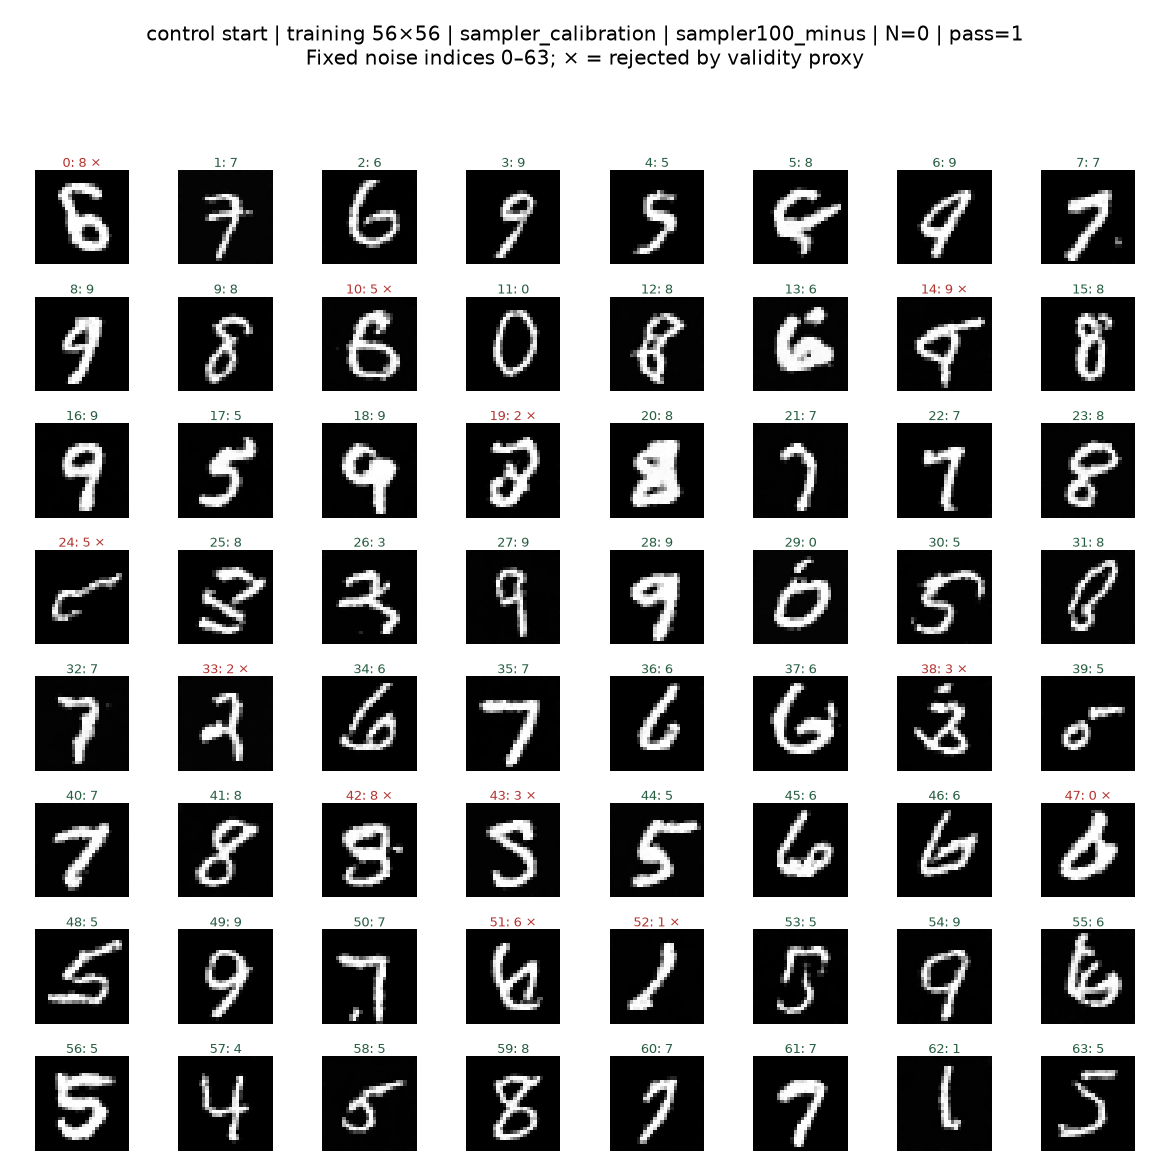 control start | training 56×56 | sampler_calibration | sampler100_minus | N=0 | pass=1
Fixed noise indices 0–63; × = rejected by validity proxy
0: 8 × 1: 7 2: 6 3: 9 4: 5 5: 8 6: 9 7: 7
8: 9 9: 8 10: 5 × 11: 0 12: 8 13: 6 14: 9 × 15: 8
16: 9 17: 5 18: 9 19: 2 × 20: 8 21: 7 22: 7 23: 8
24: 5 × 25: 8 26: 3 27: 9 28: 9 29: 0 30: 5 31: 8
32: 7 33: 2 × 34: 6 35: 7 36: 6 37: 6 38: 3 × 39: 5
40: 7 41: 8 42: 8 × 43: 3 × 44: 5 45: 6 46: 6 47: 0 ×
48: 5 49: 9 50: 7 51: 6 × 52: 1 × 53: 5 54: 9 55: 6
56: 5 57: 4 58: 5 59: 8 60: 7 61: 7 62: 1 63: 5